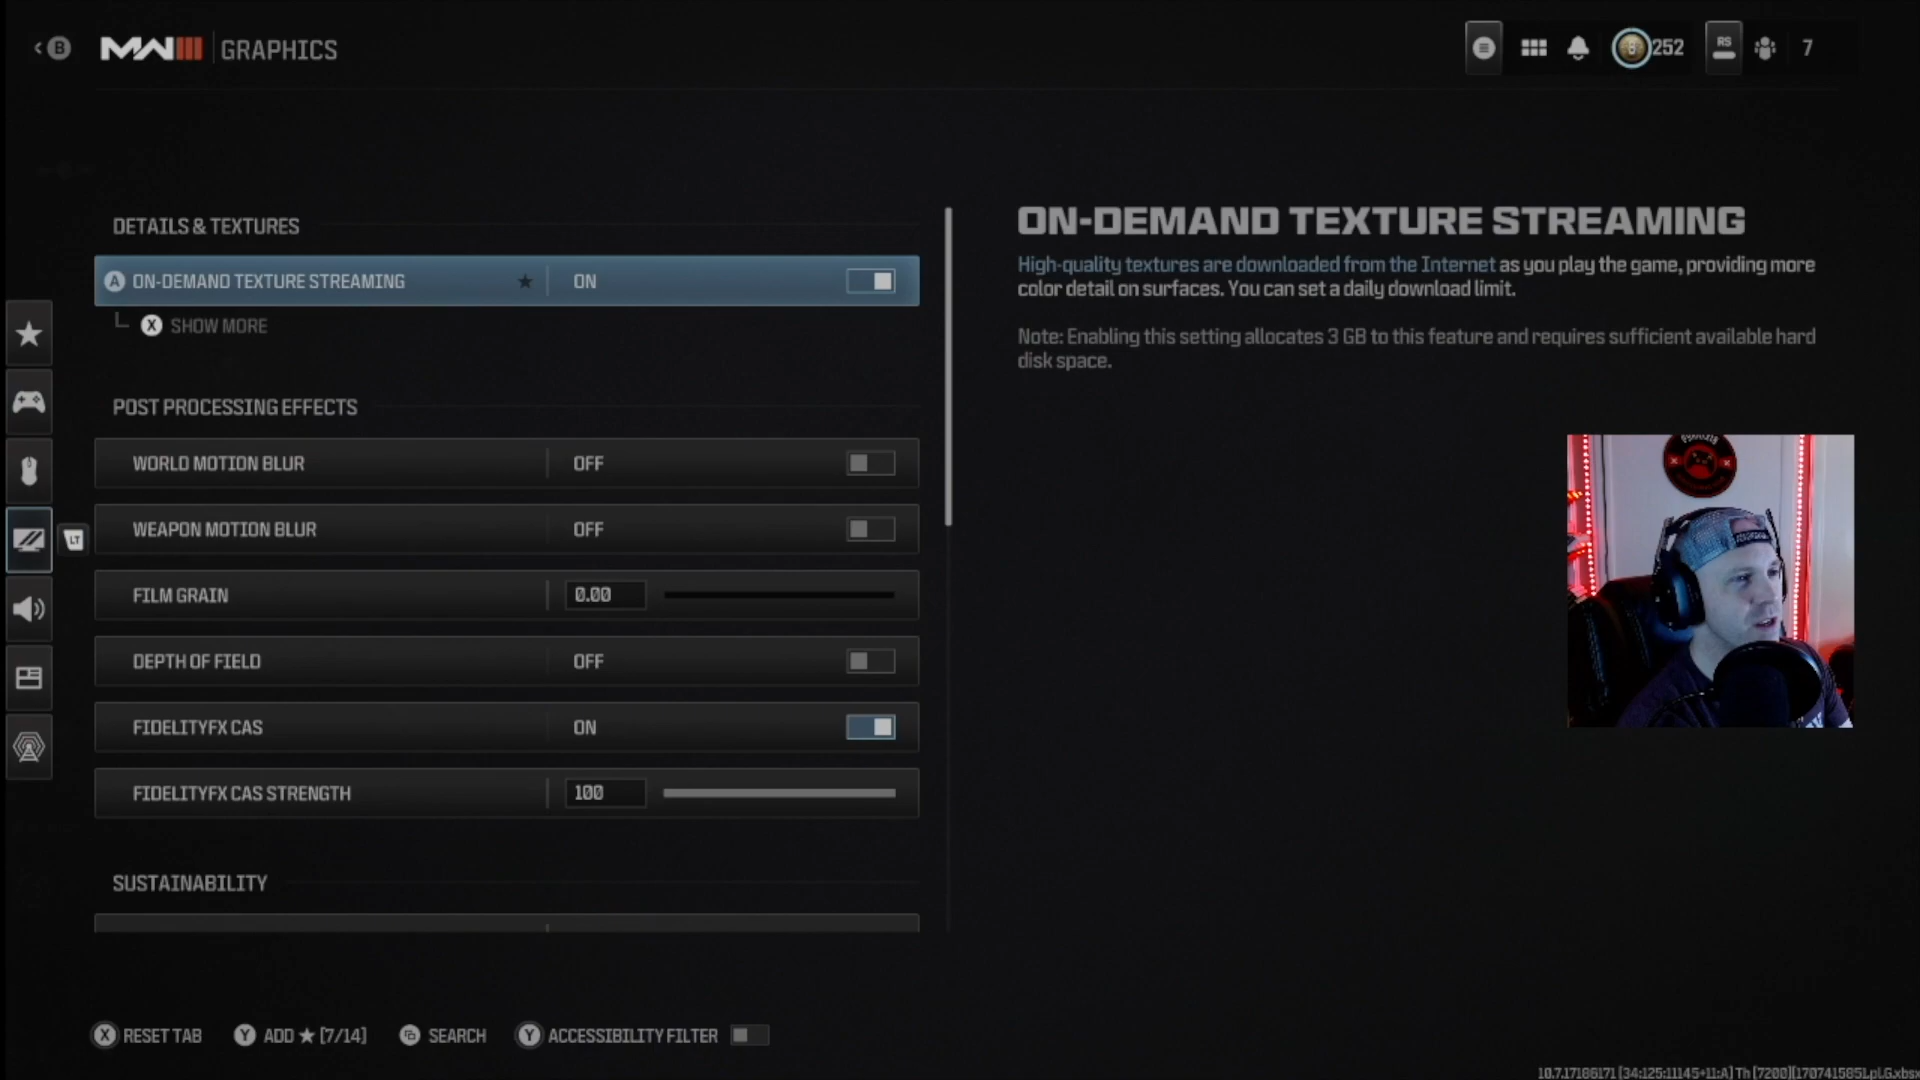 B MWIII GRAPHICS
252 RS 7
DETAILS & TEXTURES
A ON-DEMAND TEXTURE STREAMING ★ ON
X SHOW MORE
POST PROCESSING EFFECTS
WORLD MOTION BLUR OFF
LT
WEAPON MOTION BLUR OFF
FILM GRAIN 0.00
DEPTH OF FIELD OFF
FIDELITYFX CAS ON
FIDELITYFX CAS STRENGTH 100
SUSTAINABILITY
ON-DEMAND TEXTURE STREAMING
High-quality textures are downloaded from the Internet as you play the game, providing more
color detail on surfaces. You can set a daily download limit.
Note: Enabling this setting allocates 3 GB to this feature and requires sufficient available hard
disk space.
X RESET TAB Y ADD ★ [7/14] SEARCH Y ACCESSIBILITY FILTER